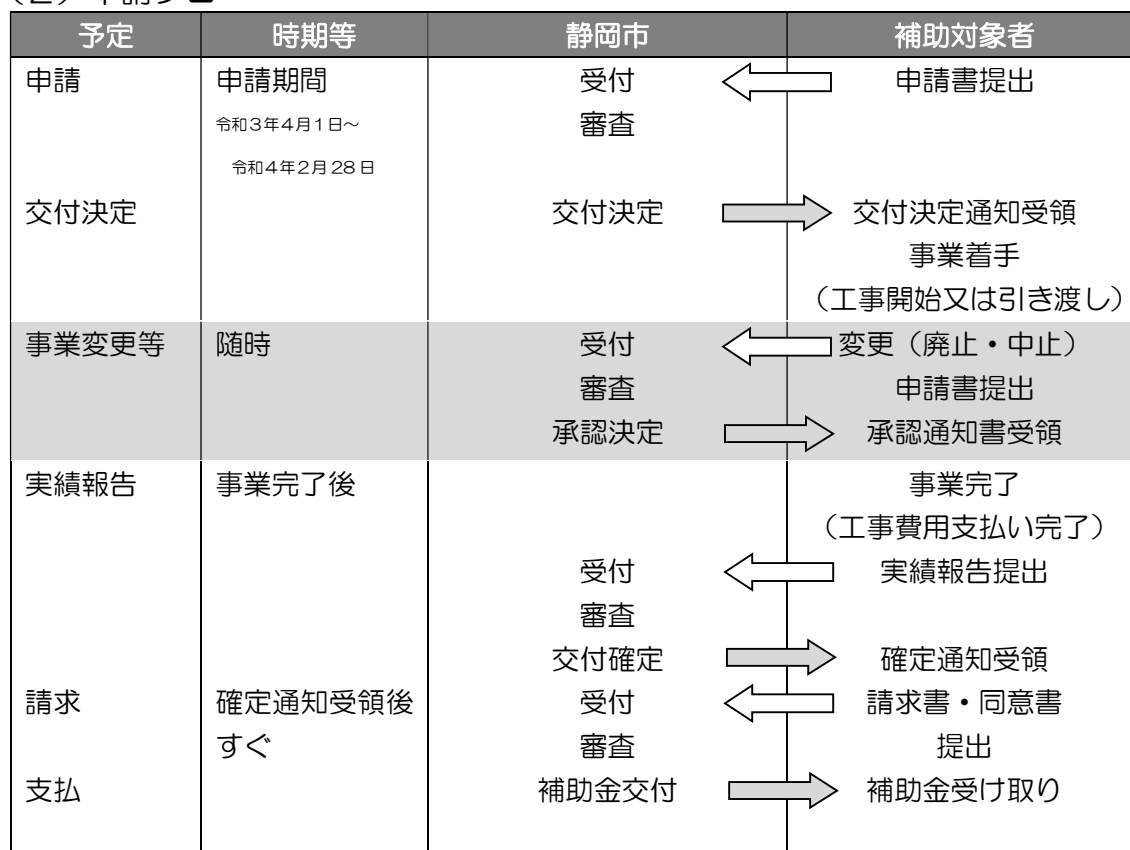 予定 時期等 静岡市 補助対象者
申請 申請期間 受付 申請書提出
令和3年4月1日～ 審査
令和4年2月28日
交付決定 交付決定 交付決定通知受領
事業着手
（工事開始又は引き渡し）
事業変更等 随時 受付 変更（廃止・中止）
審査 申請書提出
承認決定 承認通知書受領
実績報告 事業完了後 事業完了
（工事費用支払い完了）
受付 実績報告提出
審査
交付確定 確定通知受領
請求 確定通知受領後 受付 請求書・同意書
すぐ 審査 提出
支払 補助金交付 補助金受け取り